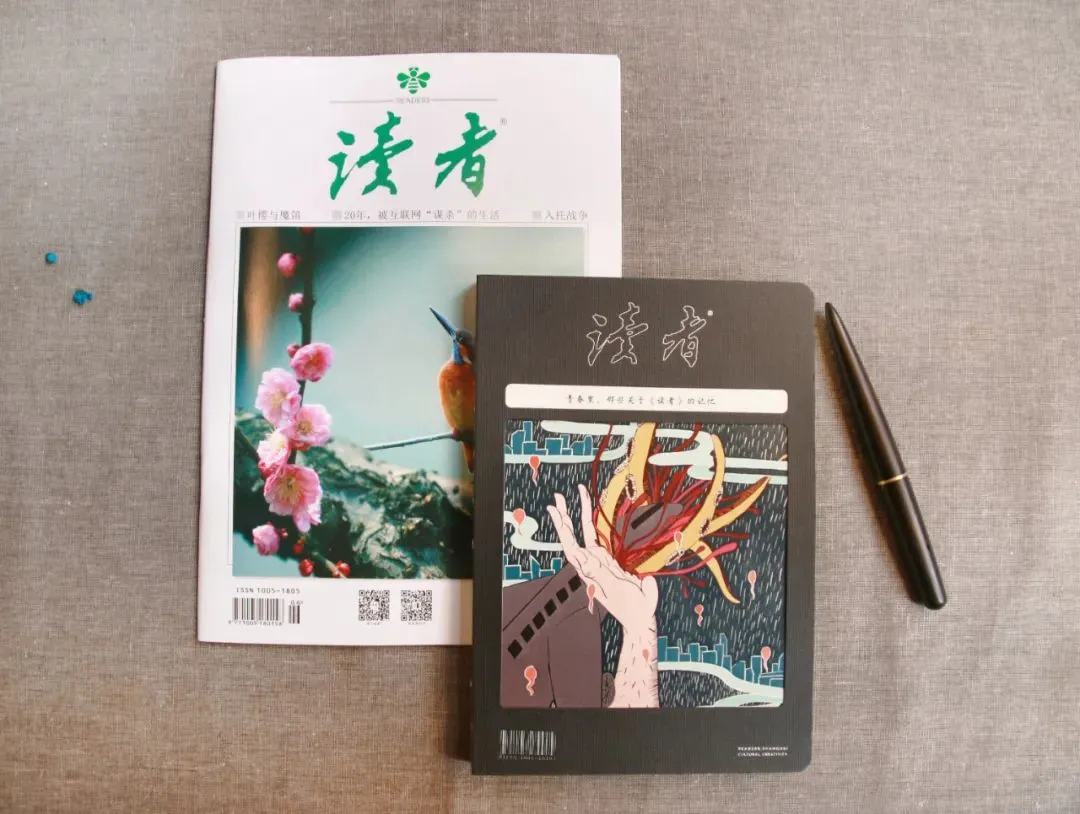 READERS
读者®
叶樱与魔笛 20年，被互联网“谋杀”的生活 入托战争
ISSN 1005-1805
读者
青春里，那些关于《读者》的记忆
READERS SHANGHAI
CULTURAL CREATIVITY